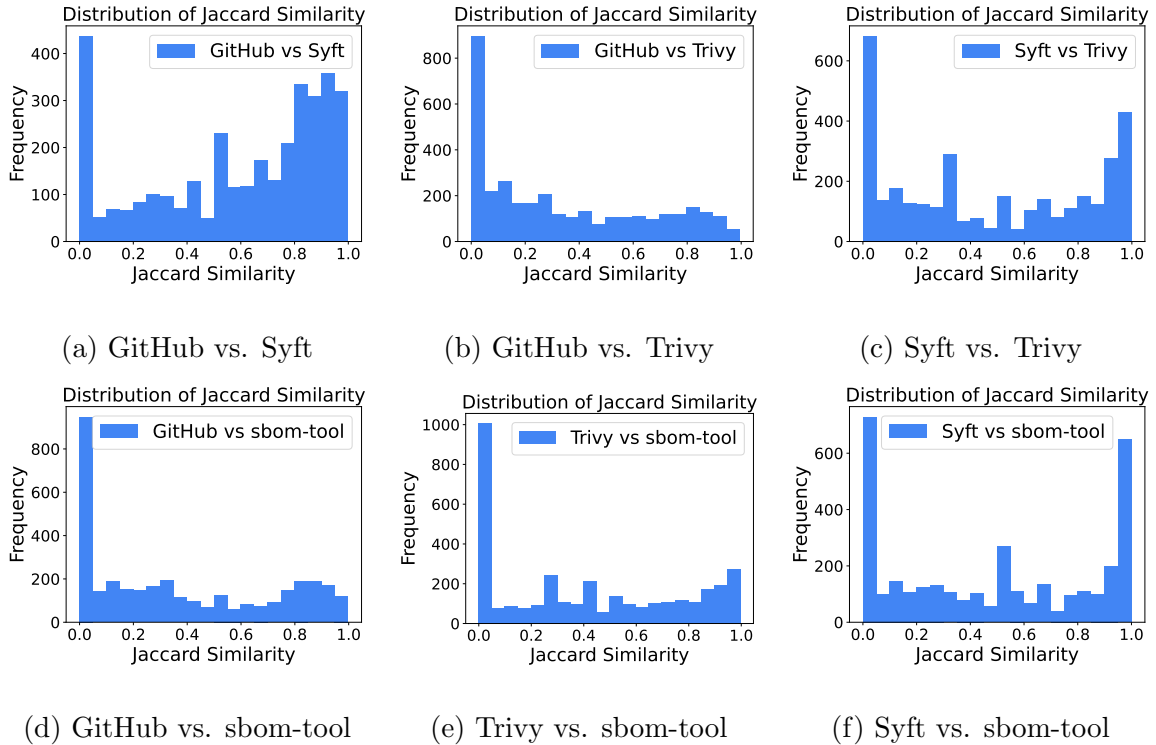 Distribution of Jaccard Similarity
GitHub vs Syft
Frequency
400
300
200
100
0
0.0 0.2 0.4 0.6 0.8 1.0
Jaccard Similarity
(a) GitHub vs. Syft
Distribution of Jaccard Similarity
GitHub vs Trivy
Frequency
800
600
400
200
0
0.0 0.2 0.4 0.6 0.8 1.0
Jaccard Similarity
(b) GitHub vs. Trivy
Distribution of Jaccard Similarity
Syft vs Trivy
Frequency
600
400
200
0
0.0 0.2 0.4 0.6 0.8 1.0
Jaccard Similarity
(c) Syft vs. Trivy
Distribution of Jaccard Similarity
GitHub vs sbom-tool
Frequency
800
600
400
200
0
0.0 0.2 0.4 0.6 0.8 1.0
Jaccard Similarity
(d) GitHub vs. sbom-tool
Distribution of Jaccard Similarity
Trivy vs sbom-tool
Frequency
1000
800
600
400
200
0
0.0 0.2 0.4 0.6 0.8 1.0
Jaccard Similarity
(e) Trivy vs. sbom-tool
Distribution of Jaccard Similarity
Syft vs sbom-tool
Frequency
600
400
200
0
0.0 0.2 0.4 0.6 0.8 1.0
Jaccard Similarity
(f) Syft vs. sbom-tool